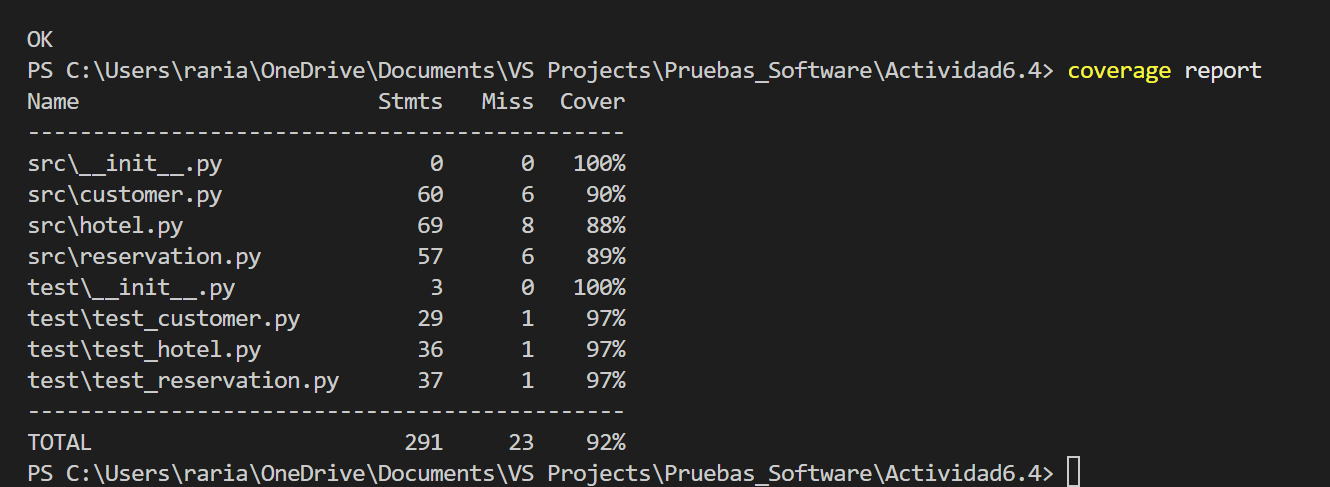 OK
PS C:\Users\raria\OneDrive\Documents\VS Projects\Pruebas_Software\Actividad6.4> coverage report
Name                       Stmts   Miss  Cover
----------------------------------------------
src\__init__.py                0      0   100%
src\customer.py               60      6    90%
src\hotel.py                  69      8    88%
src\reservation.py            57      6    89%
test\__init__.py               3      0   100%
test\test_customer.py         29      1    97%
test\test_hotel.py            36      1    97%
test\test_reservation.py      37      1    97%
----------------------------------------------
TOTAL                        291     23    92%
PS C:\Users\raria\OneDrive\Documents\VS Projects\Pruebas_Software\Actividad6.4>